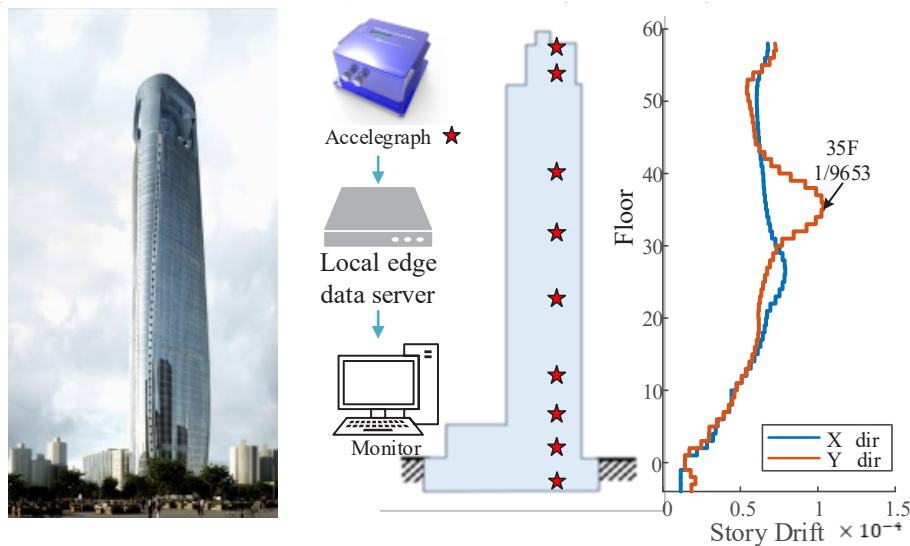 Accelegraph
Local edge
data server
Monitor
60
50
40
30
20
10
0
Floor
35F
1/9653
X dir
Y dir
0 0.5 1 1.5
Story Drift × 10⁻⁴